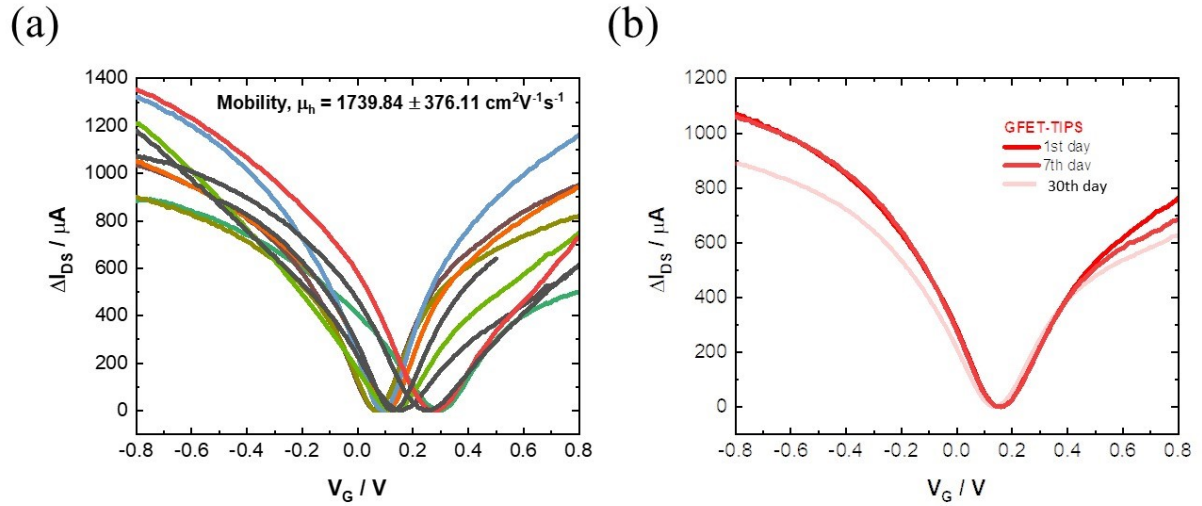 (a)
(b)
1400
1200
1000
800
600
400
200
0
ΔI_DS / μA
Mobility, μ_h = 1739.84 ± 376.11 cm²V⁻¹s⁻¹
-0.8 -0.6 -0.4 -0.2 0.0 0.2 0.4 0.6 0.8
V_G / V
1200
1000
800
600
400
200
0
ΔI_DS / μA
GFET-TIPS
1st day
7th day
30th day
-0.8 -0.6 -0.4 -0.2 0.0 0.2 0.4 0.6 0.8
V_G / V